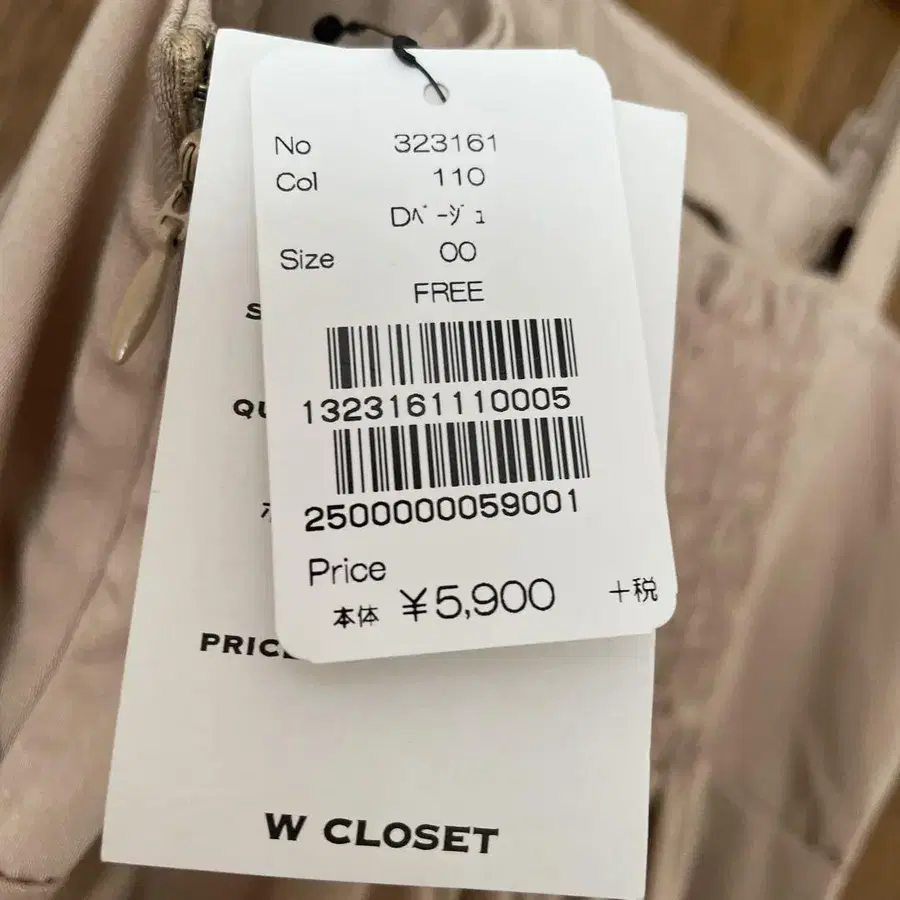 No 323161
Col 110
Dﾍﾞｰｼﾞｭ
Size 00
FREE
1323161110005
2500000059001
Price
本体 ¥5,900 +税
W CLOSET